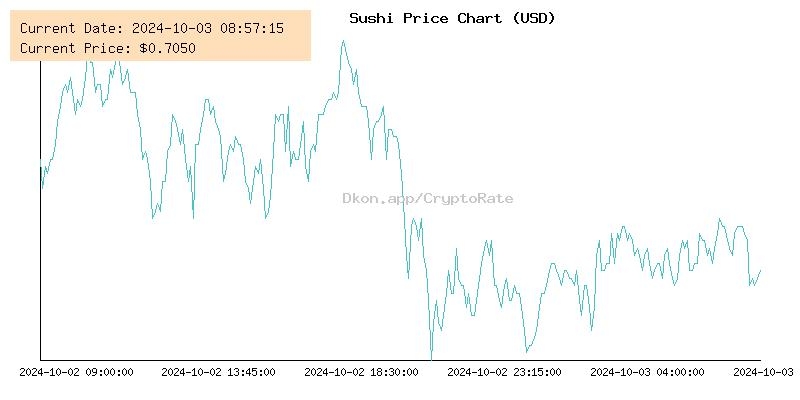 Sushi Price Chart (USD)
Current Date: 2024-10-03 08:57:15
Current Price: $0.7050
Dkon.app/CryptoRate
2024-10-02 09:00:00 2024-10-02 13:45:00 2024-10-02 18:30:00 2024-10-02 23:15:00 2024-10-03 04:00:00 2024-10-03